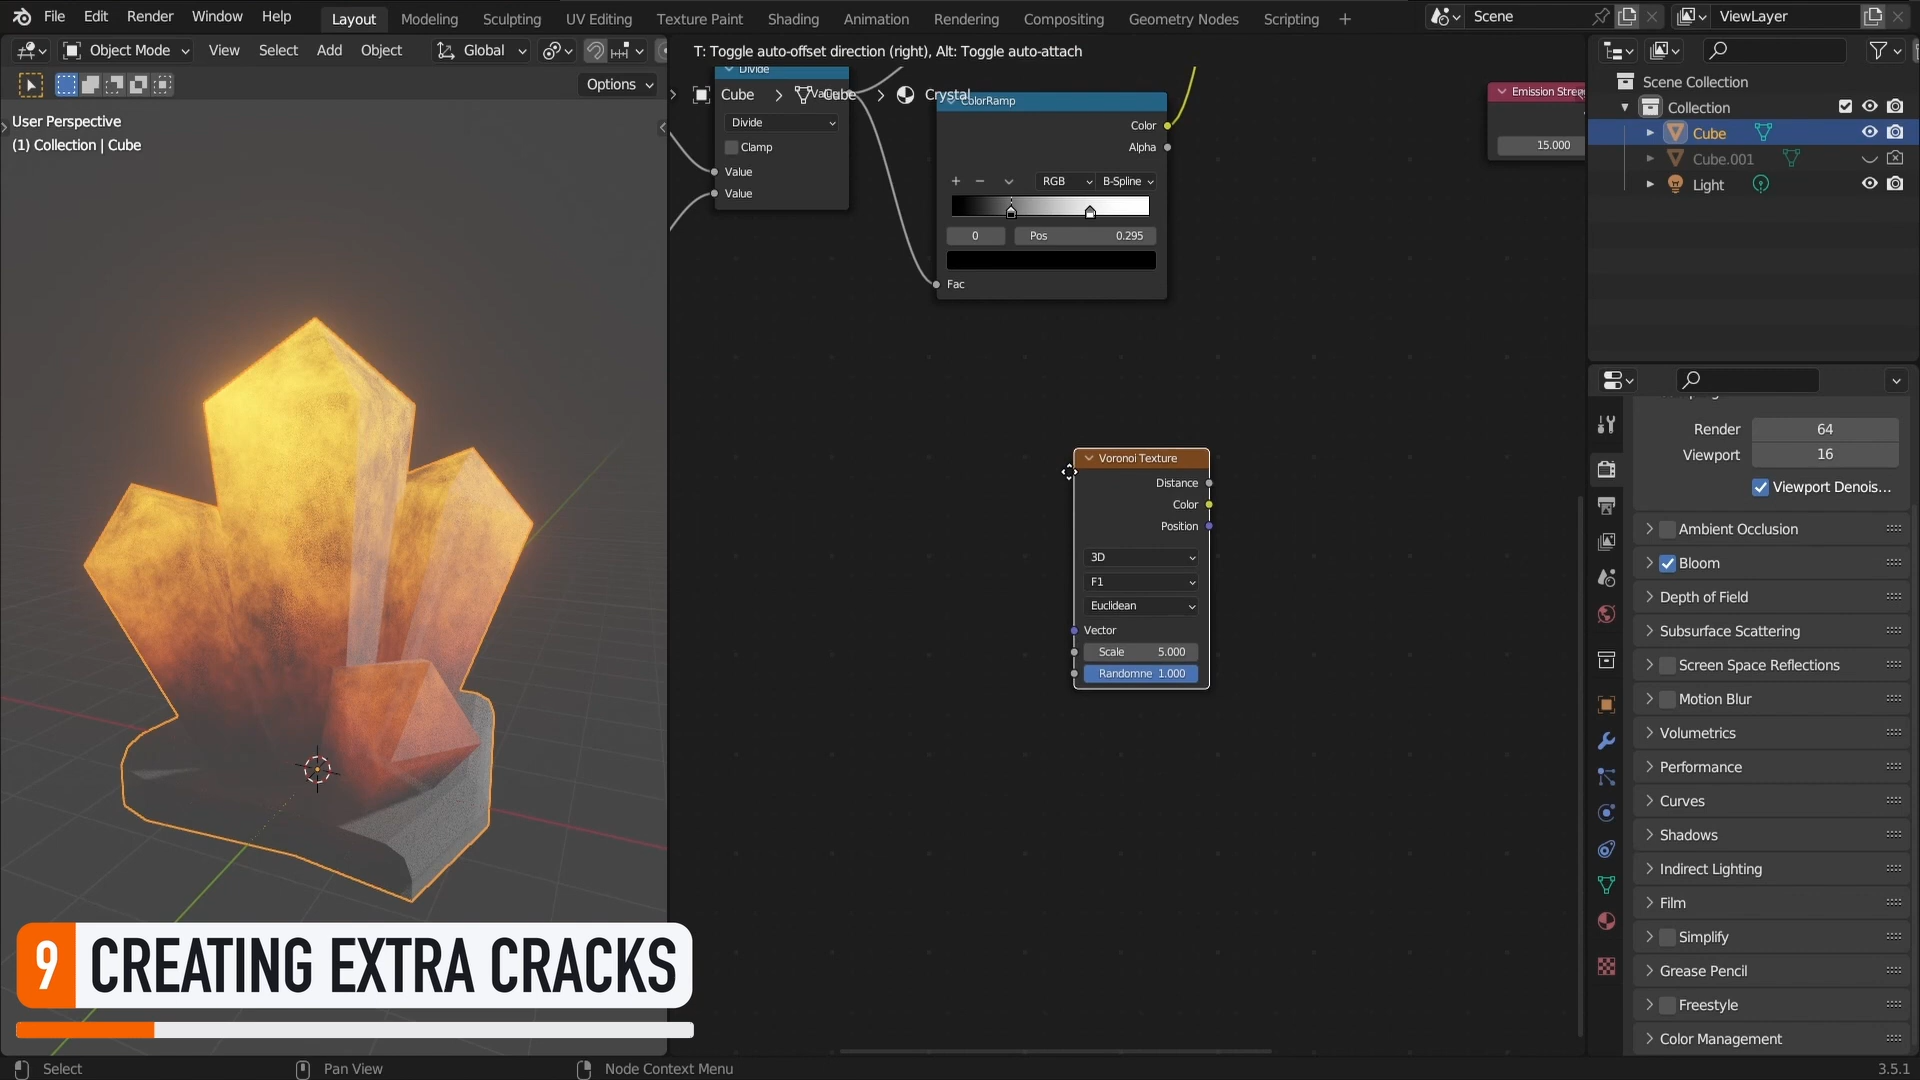 File Edit Render Window Help
Layout Modeling Sculpting UV Editing Texture Paint Shading Animation Rendering Compositing Geometry Nodes Scripting +
Scene
ViewLayer
Object Mode View Select Add Object Global
T: Toggle auto-offset direction (right), Alt: Toggle auto-attach
Options
User Perspective
(1) Collection | Cube
Divide
Cube > Cube > Crystal
Value
Divide
Clamp
Value
Value
ColorRamp
Color
Alpha
RGB B-Spline
0 Pos 0.295
Fac
Emission Stren
15.000
Voronoi Texture
Distance
Color
Position
3D
F1
Euclidean
Vector
Scale 5.000
Randomne 1.000
Scene Collection
Collection
Cube
Cube.001
Light
Render 64
Viewport 16
Viewport Denois...
Ambient Occlusion
Bloom
Depth of Field
Subsurface Scattering
Screen Space Reflections
Motion Blur
Volumetrics
Performance
Curves
Shadows
Indirect Lighting
Film
Simplify
Grease Pencil
Freestyle
Color Management
9 CREATING EXTRA CRACKS
Select Pan View Node Context Menu 3.5.1